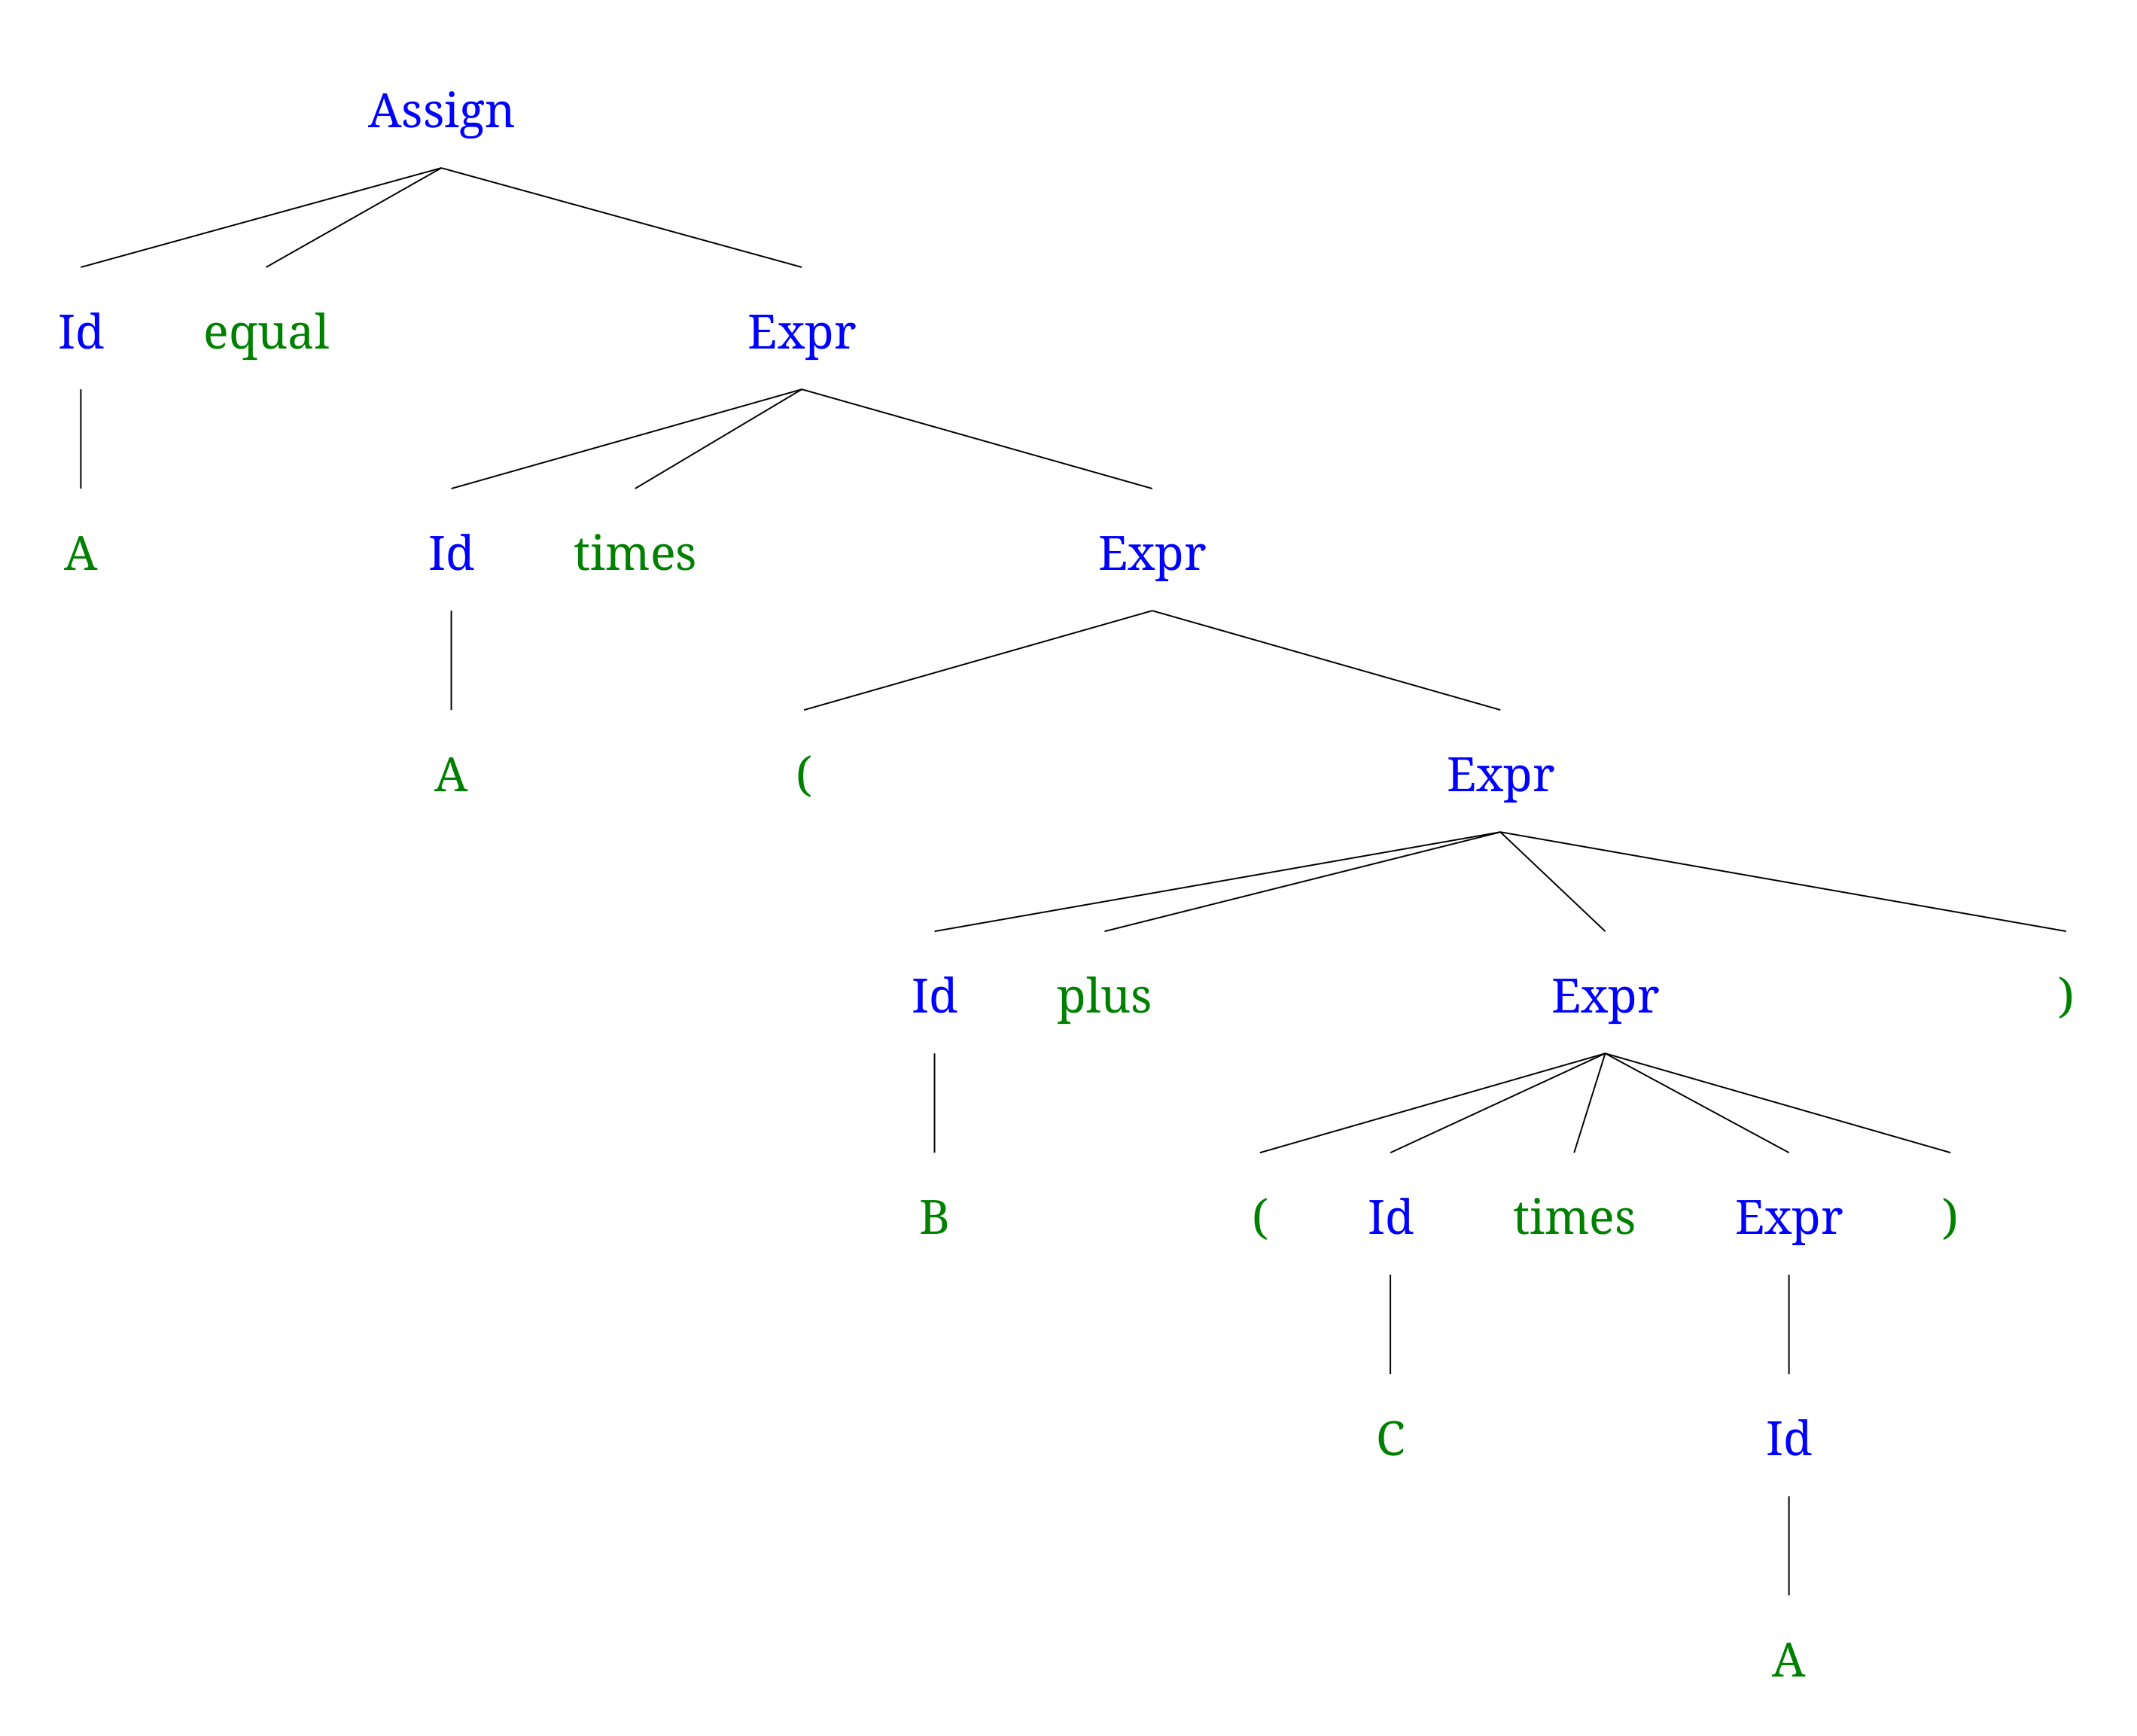 Assign
Id equal Expr
A Id times Expr
A ( Expr
Id plus Expr )
B ( Id times Expr )
C Id
A